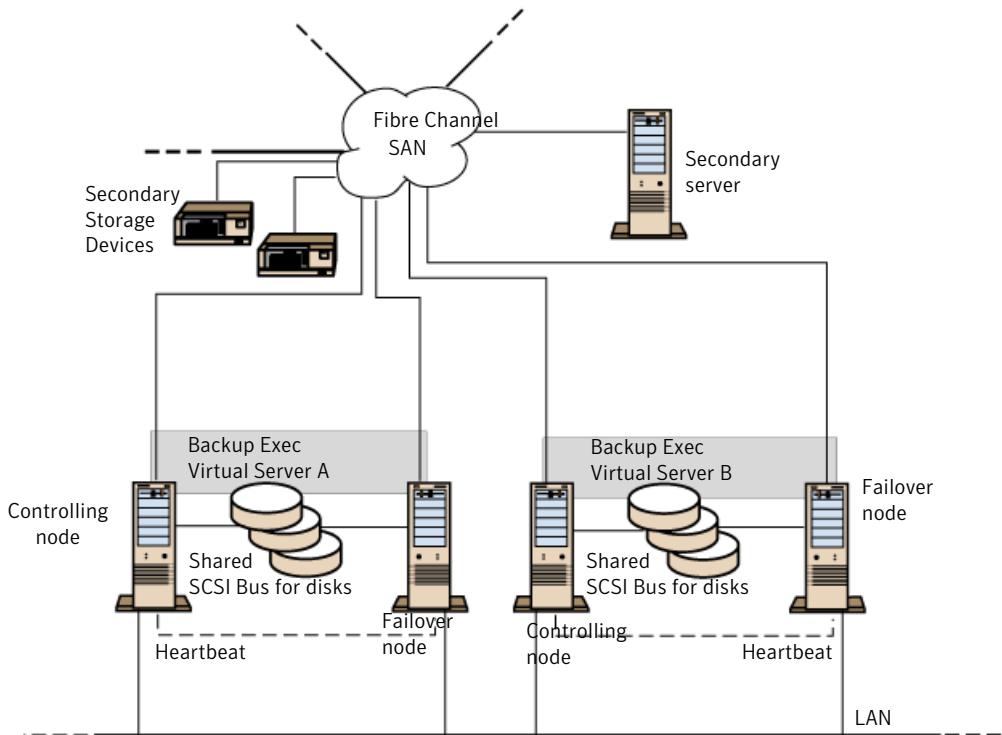 Fibre Channel
SAN
Secondary
server
Secondary
Storage
Devices
Backup Exec
Virtual Server A
Backup Exec
Virtual Server B
Controlling
node
Failover
node
Shared
SCSI Bus for disks
Shared
SCSI Bus for disks
Failover
node
Controlling
node
Heartbeat
Heartbeat
LAN